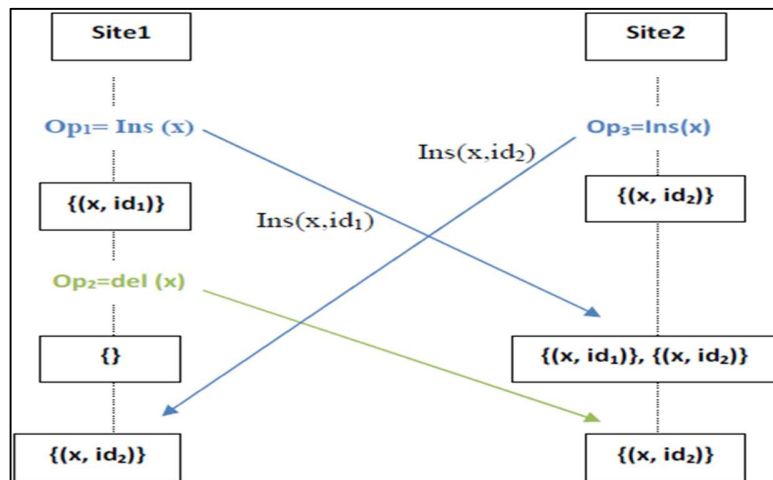 Site1
Site2
Op₁= Ins (x)
Op₃=Ins(x)
Ins(x,id₂)
{(x, id₁)}
{(x, id₂)}
Ins(x,id₁)
Op₂=del (x)
{}
{(x, id₁)}, {(x, id₂)}
{(x, id₂)}
{(x, id₂)}